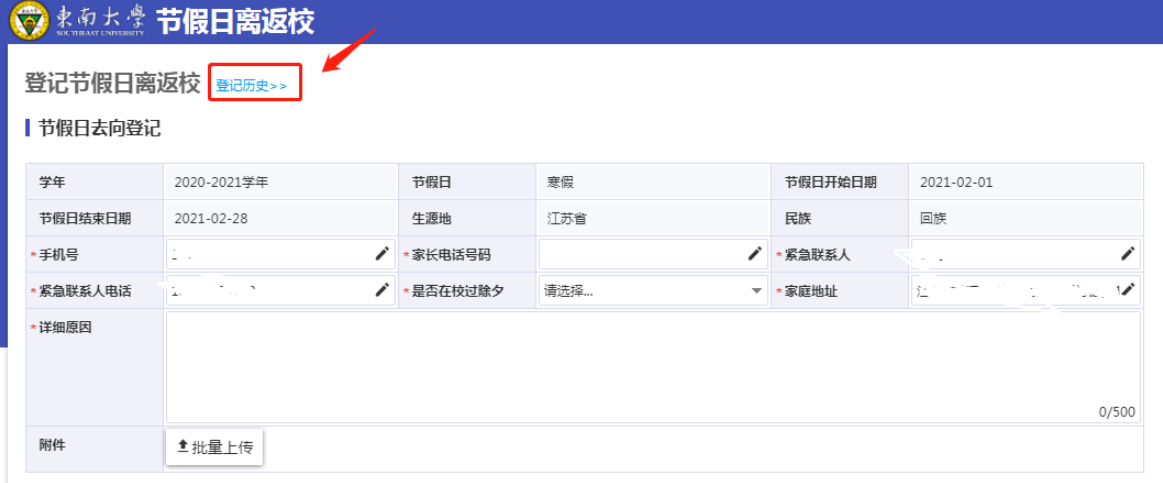 東南大學 节假日离返校
SOUTHEAST UNIVERSITY
登记节假日离返校 登记历史>>
节假日去向登记
学年 2020-2021学年 节假日 寒假 节假日开始日期 2021-02-01
节假日结束日期 2021-02-28 生源地 江苏省 民族 回族
*手机号 *家长电话号码 *紧急联系人
*紧急联系人电话 *是否在校过除夕 请选择... *家庭地址
*详细原因
0/500
附件 批量上传